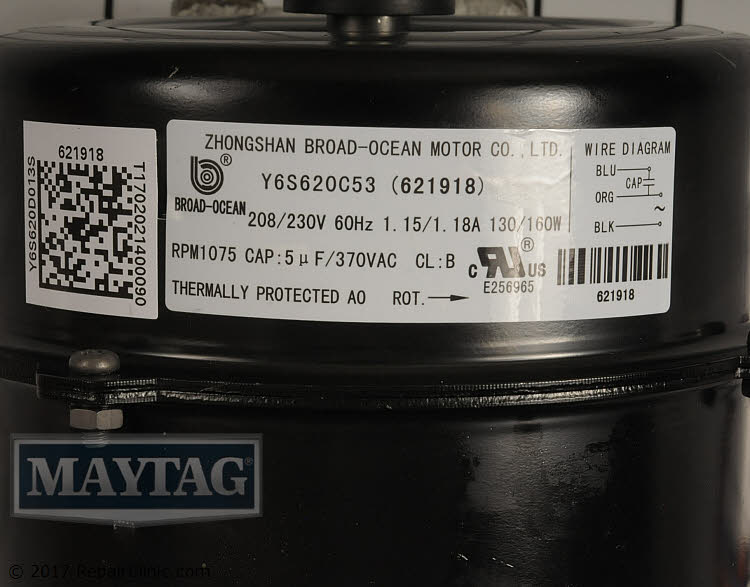 621918
Y6S620D013S
T1702021400090
ZHONGSHAN BROAD-OCEAN MOTOR CO., LTD.
®
BROAD-OCEAN
Y6S620C53 (621918)
208/230V 60Hz 1.15/1.18A 130/160W
RPM1075 CAP:5μF/370VAC CL:B
THERMALLY PROTECTED AO ROT.
C US ®
E256965
WIRE DIAGRAM
BLU
CAP
ORG
~
BLK
621918
MAYTAG®
© 2017 RepairClinic.com